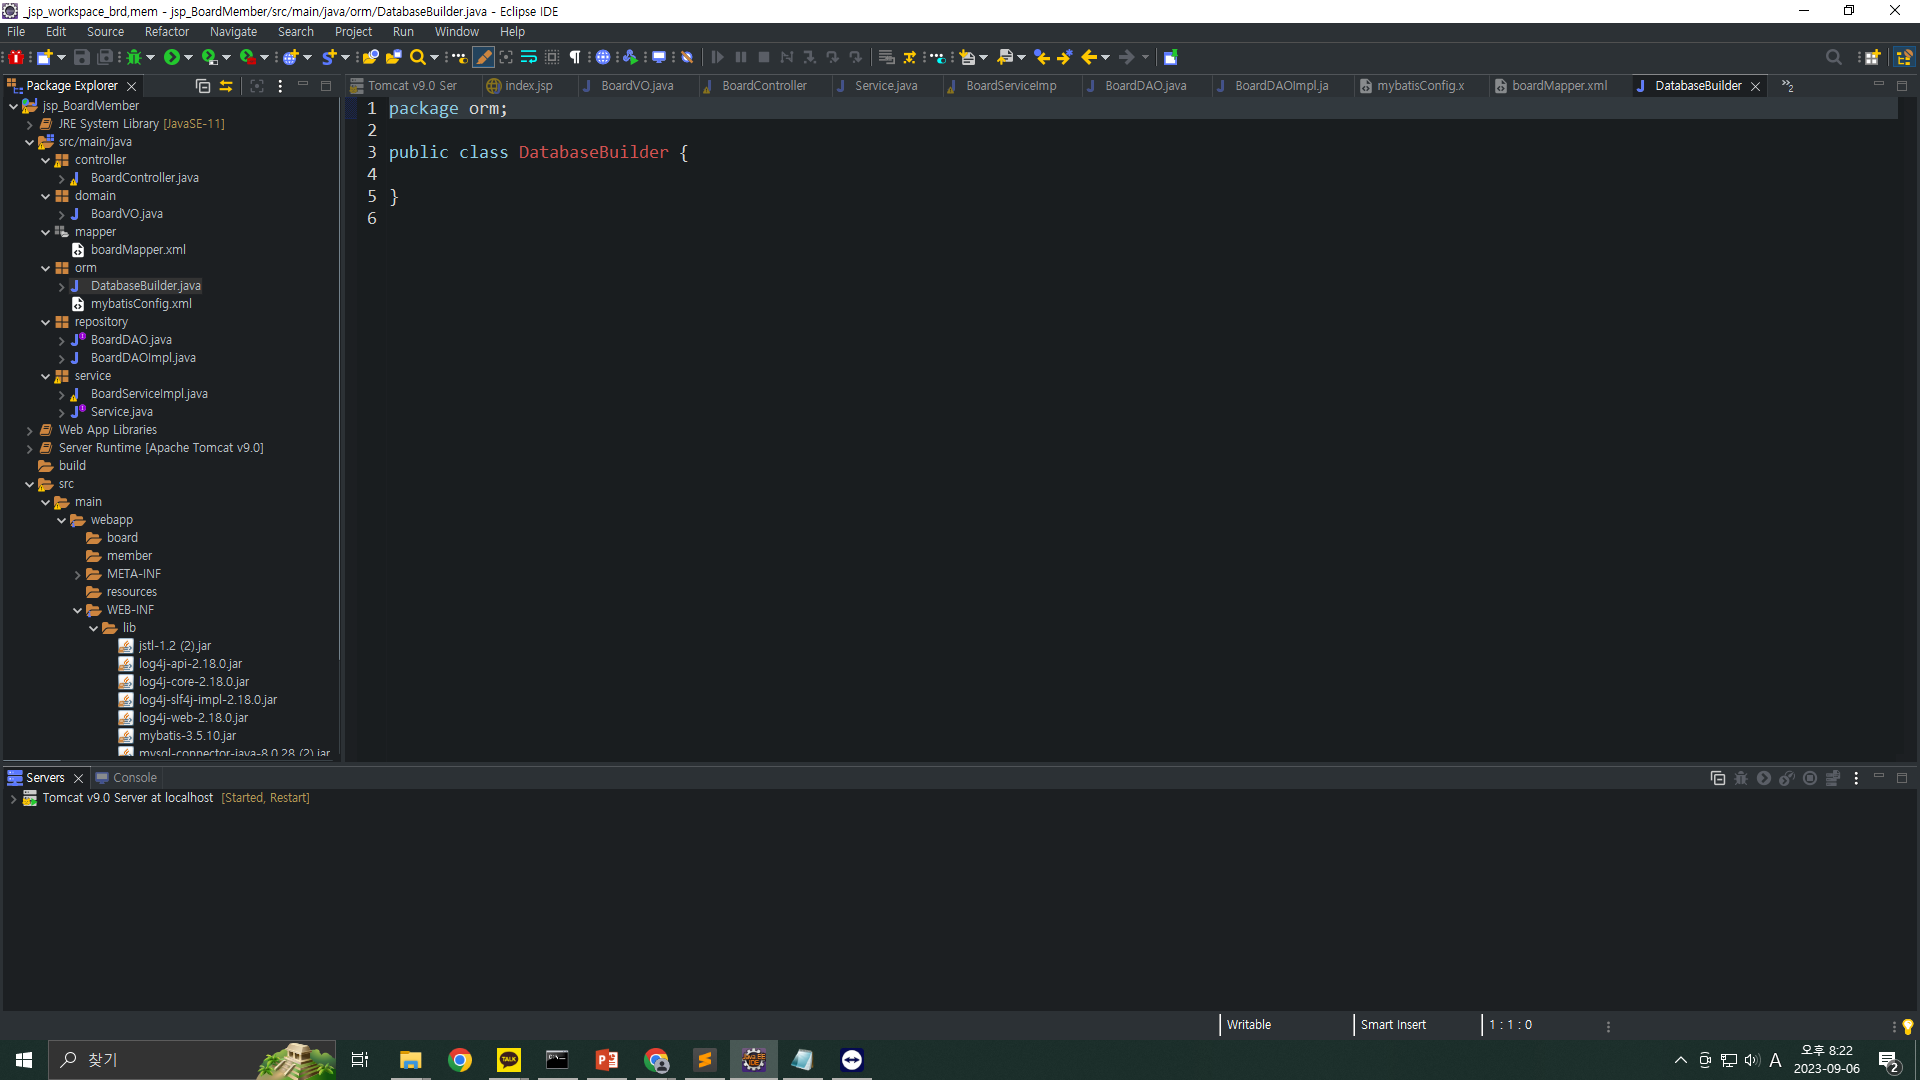 _jsp_workspace_brd,mem - jsp_BoardMember/src/main/java/orm/DatabaseBuilder.java - Eclipse IDE
File Edit Source Refactor Navigate Search Project Run Window Help
Package Explorer
Tomcat v9.0 Ser index.jsp BoardVO.java BoardController Service.java BoardServiceImp BoardDAO.java BoardDAOImpl.ja mybatisConfig.x boardMapper.xml DatabaseBuilder »2
jsp_BoardMember
JRE System Library [JavaSE-11]
src/main/java
controller
BoardController.java
domain
BoardVO.java
mapper
boardMapper.xml
orm
DatabaseBuilder.java
mybatisConfig.xml
repository
BoardDAO.java
BoardDAOImpl.java
service
BoardServiceImpl.java
Service.java
Web App Libraries
Server Runtime [Apache Tomcat v9.0]
build
src
main
webapp
board
member
META-INF
resources
WEB-INF
lib
jstl-1.2 (2).jar
log4j-api-2.18.0.jar
log4j-core-2.18.0.jar
log4j-slf4j-impl-2.18.0.jar
log4j-web-2.18.0.jar
mybatis-3.5.10.jar
mysql-connector-java-8.0.28 (2).jar
1 package orm;
2
3 public class DatabaseBuilder {
4
5 }
6
Servers Console
Tomcat v9.0 Server at localhost [Started, Restart]
Writable Smart Insert 1 : 1 : 0
찾기
TALK
A
오후 8:22
2023-09-06
2